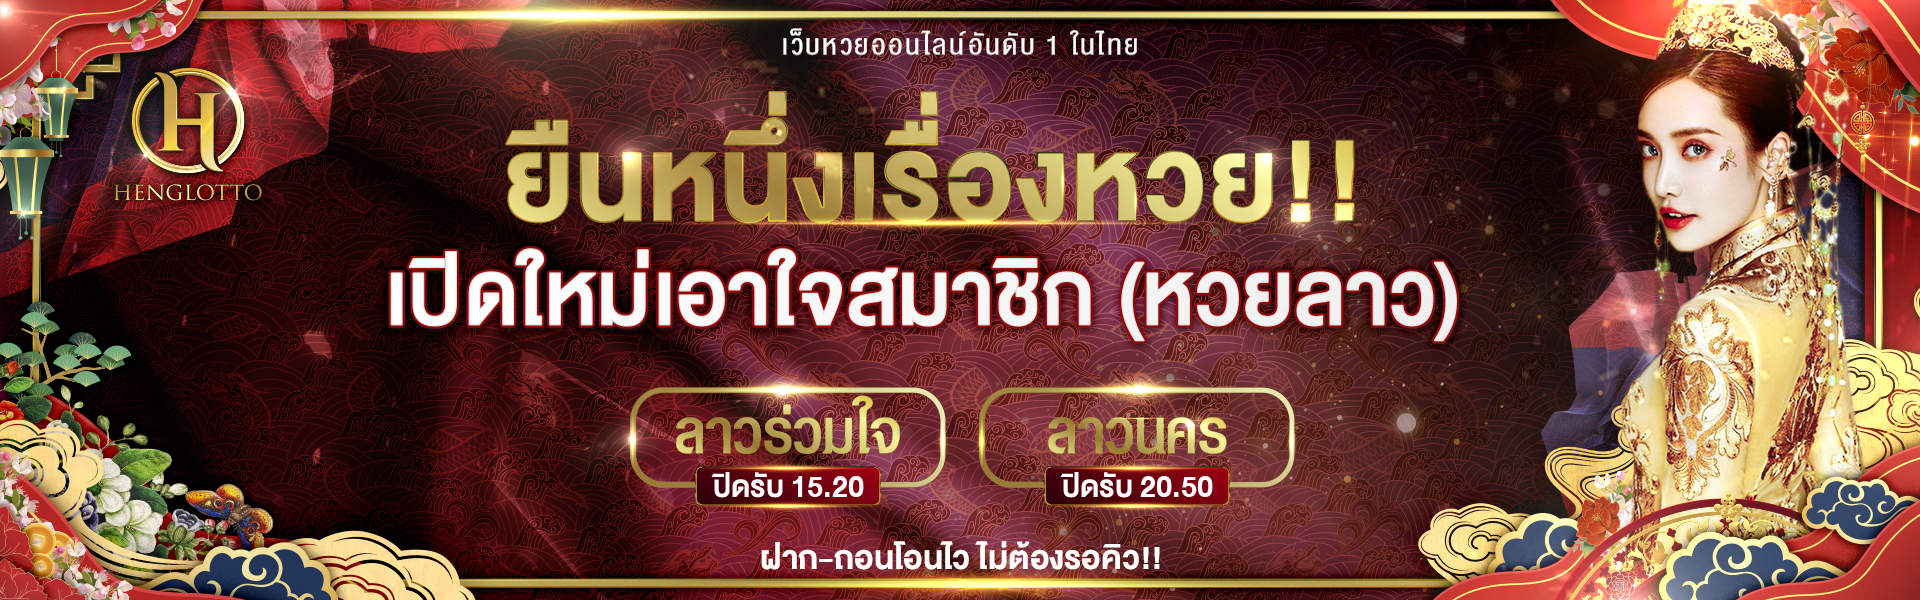 เว็บหวยออนไลน์อันดับ 1 ในไทย
H
HENGLOTTO
ยืนหนึ่งเรื่องหวย!!
เปิดใหม่เอาใจสมาชิก (หวยลาว)
ลาวร่วมใจ
ปิดรับ 15.20
ลาวนคร
ปิดรับ 20.50
ฝาก-ถอนโอนไว ไม่ต้องรอคิว!!